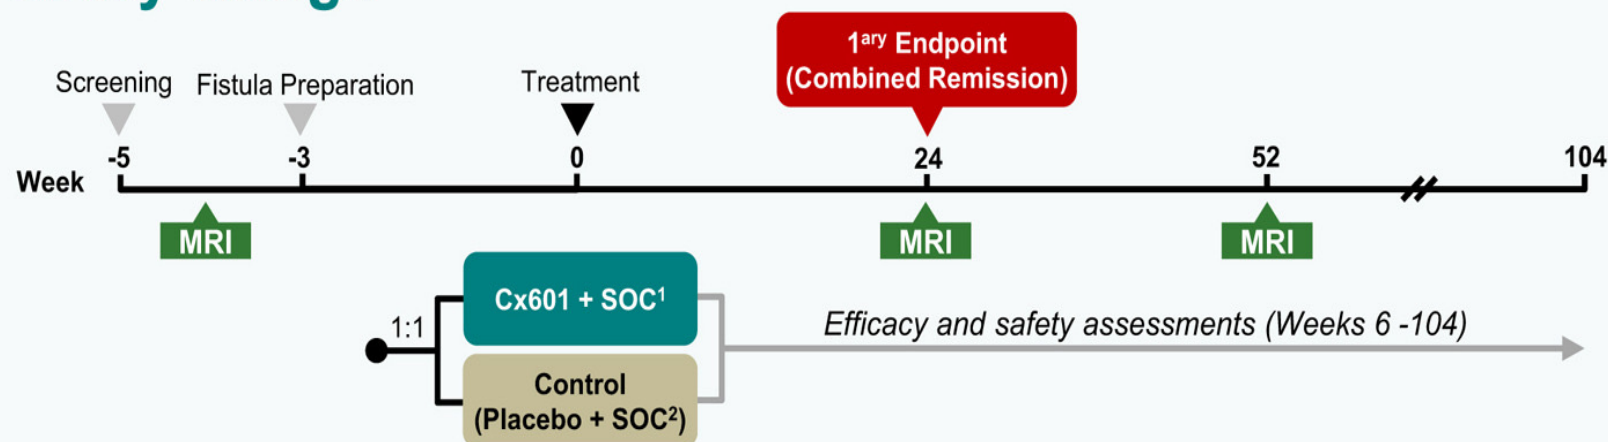 Screening Fistula Preparation Treatment 1ary Endpoint
(Combined Remission)
Week -5 -3 0 24 52 104
MRI MRI MRI
Cx601 + SOC1
1:1
Efficacy and safety assessments (Weeks 6 -104)
Control
(Placebo + SOC2)